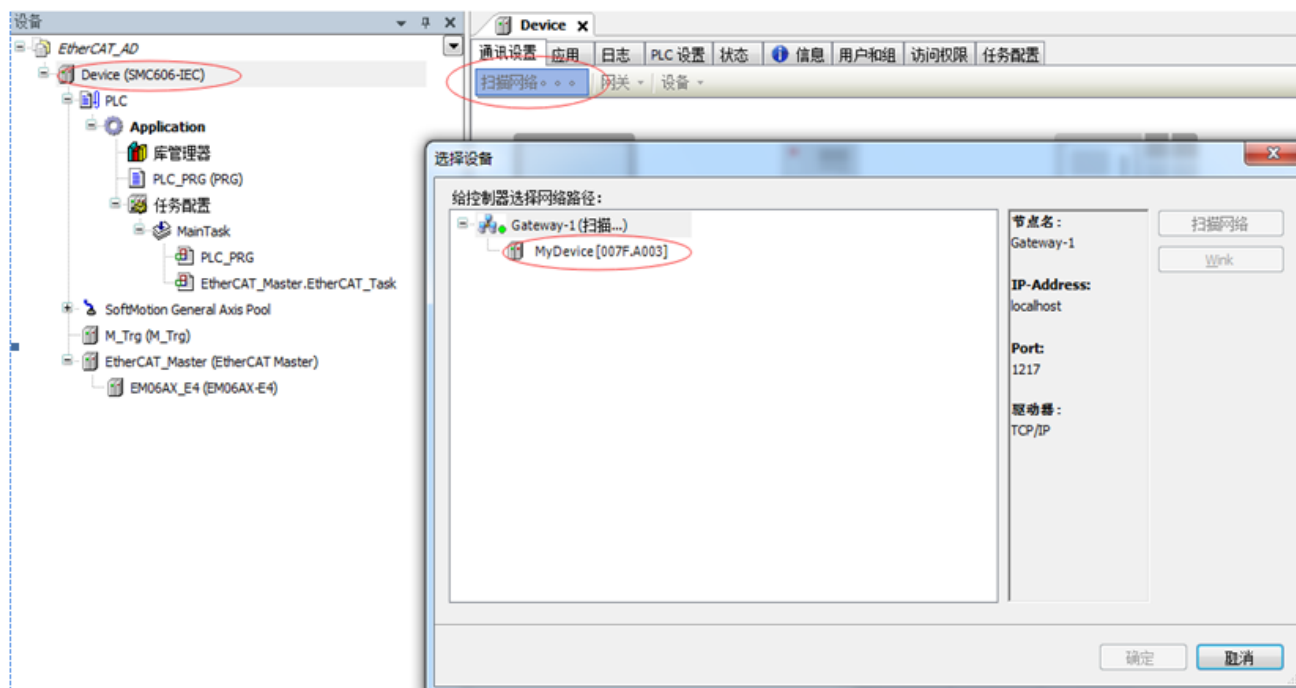 设备
EtherCAT_AD
Device (SMC606-IEC)
PLC
Application
库管理器
PLC_PRG (PRG)
任务配置
MainTask
PLC_PRG
EtherCAT_Master.EtherCAT_Task
SoftMotion General Axis Pool
M_Trg (M_Trg)
EtherCAT_Master (EtherCAT Master)
EM06AX_E4 (EM06AX-E4)
Device
通讯设置 应用 日志 PLC 设置 状态 信息 用户和组 访问权限 任务配置
扫描网络。。。 网关 设备
选择设备
给控制器选择网络路径:
Gateway-1 (扫描...)
MyDevice [007F.A003]
节点名:
Gateway-1
IP-Address:
localhost
Port:
1217
驱动器:
TCP/IP
扫描网络
Wink
确定 取消